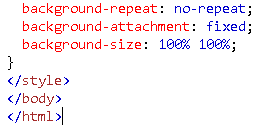 background-repeat: no-repeat;
background-attachment: fixed;
background-size: 100% 100%;
}
</style>
</body>
</html>